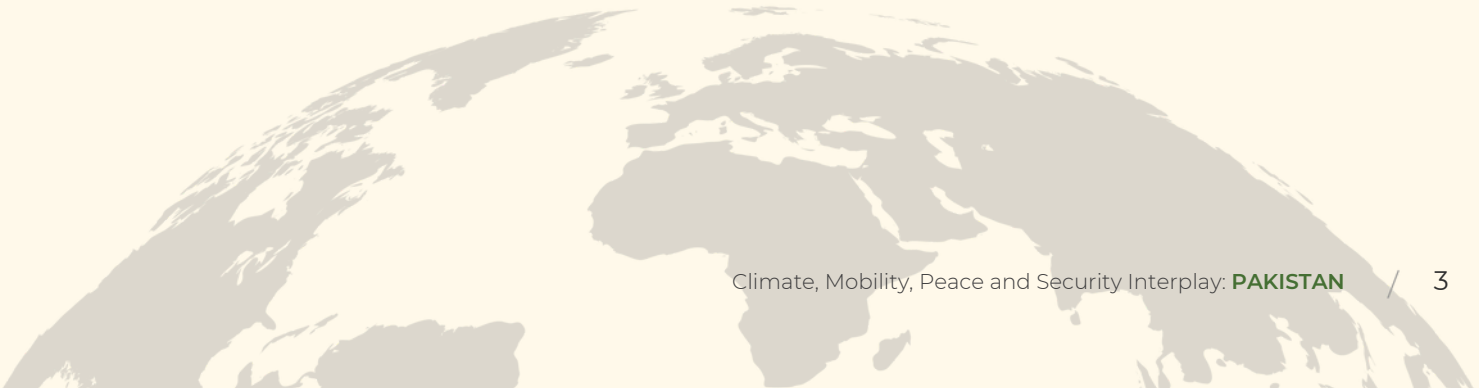 Climate, Mobility, Peace and Security Interplay: PAKISTAN / 3